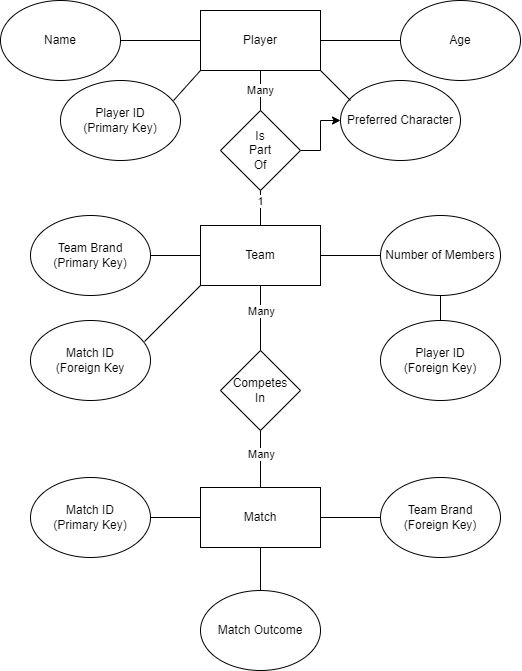 Name
Player
Age
Player ID
(Primary Key)
Many
Preferred Character
Is
Part
Of
1
Team Brand
(Primary Key)
Team
Number of Members
Many
Match ID
(Foreign Key
Player ID
(Foreign Key)
Competes
In
Many
Match ID
(Primary Key)
Match
Team Brand
(Foreign Key)
Match Outcome